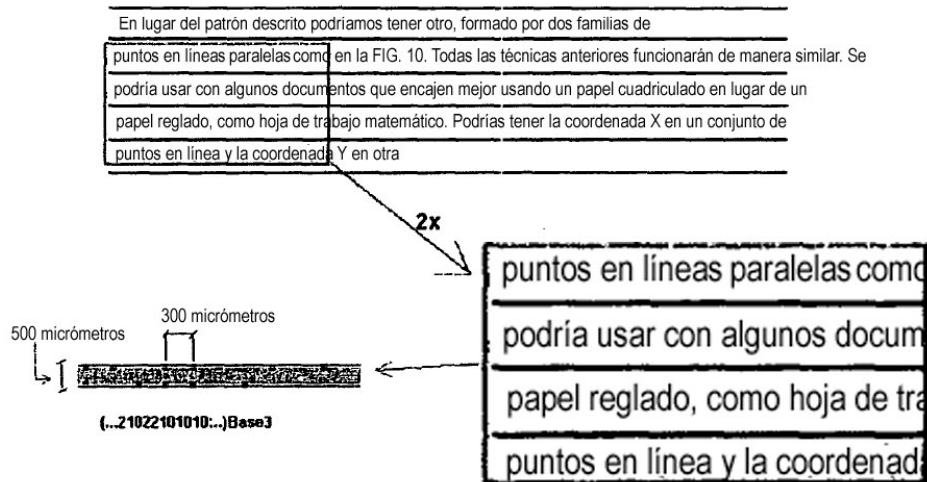 En lugar del patrón descrito podríamos tener otro, formado por dos familias de
puntos en líneas paralelas como en la FIG. 10. Todas las técnicas anteriores funcionarán de manera similar. Se
podría usar con algunos documentos que encajen mejor usando un papel cuadriculado en lugar de un
papel reglado, como hoja de trabajo matemático. Podrías tener la coordenada X en un conjunto de
puntos en línea y la coordenada Y en otra
2x
puntos en líneas paralelas como
podría usar con algunos docum
papel reglado, como hoja de tra
puntos en línea y la coordenad
300 micrómetros
500 micrómetros
(...21022101010:..)Base3